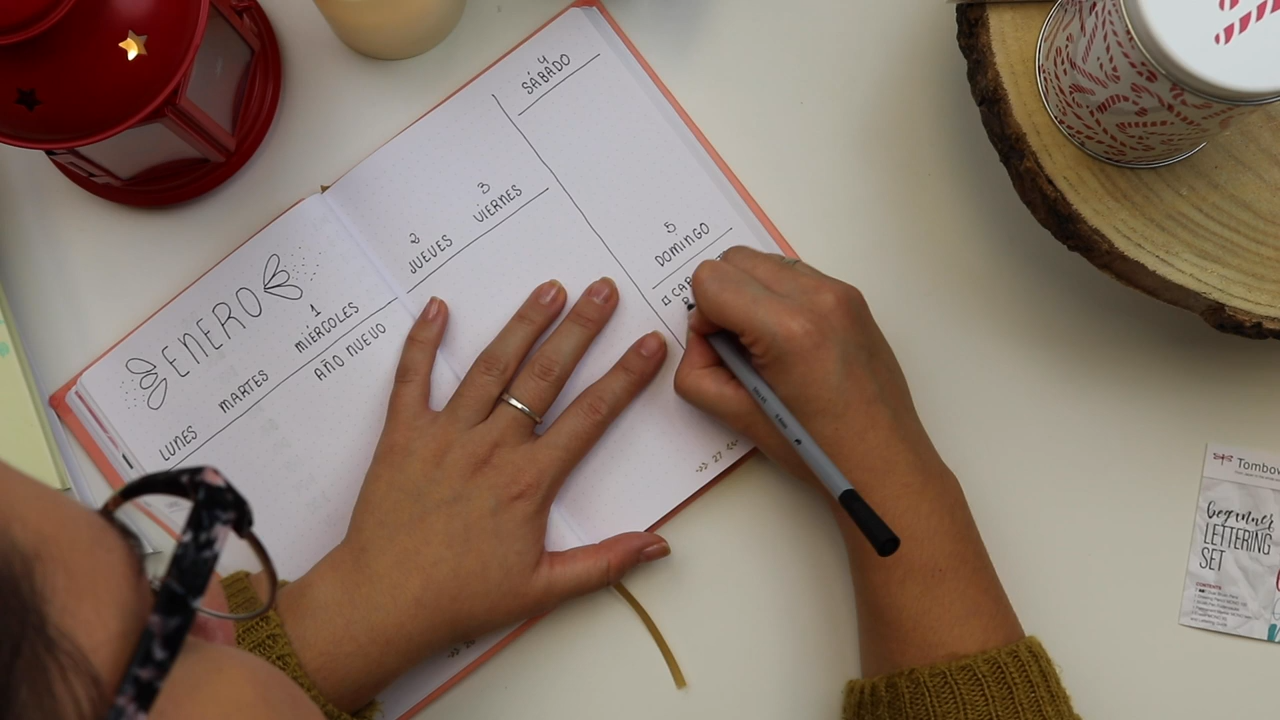 ENERO
LUNES
MARTES
1
MIÉRCOLES
AÑO NUEVO
2
JUEVES
3
VIERNES
4
SÁBADO
5
DOMINGO
27
Tombow
beginner
LETTERING
SET
CONTENTS